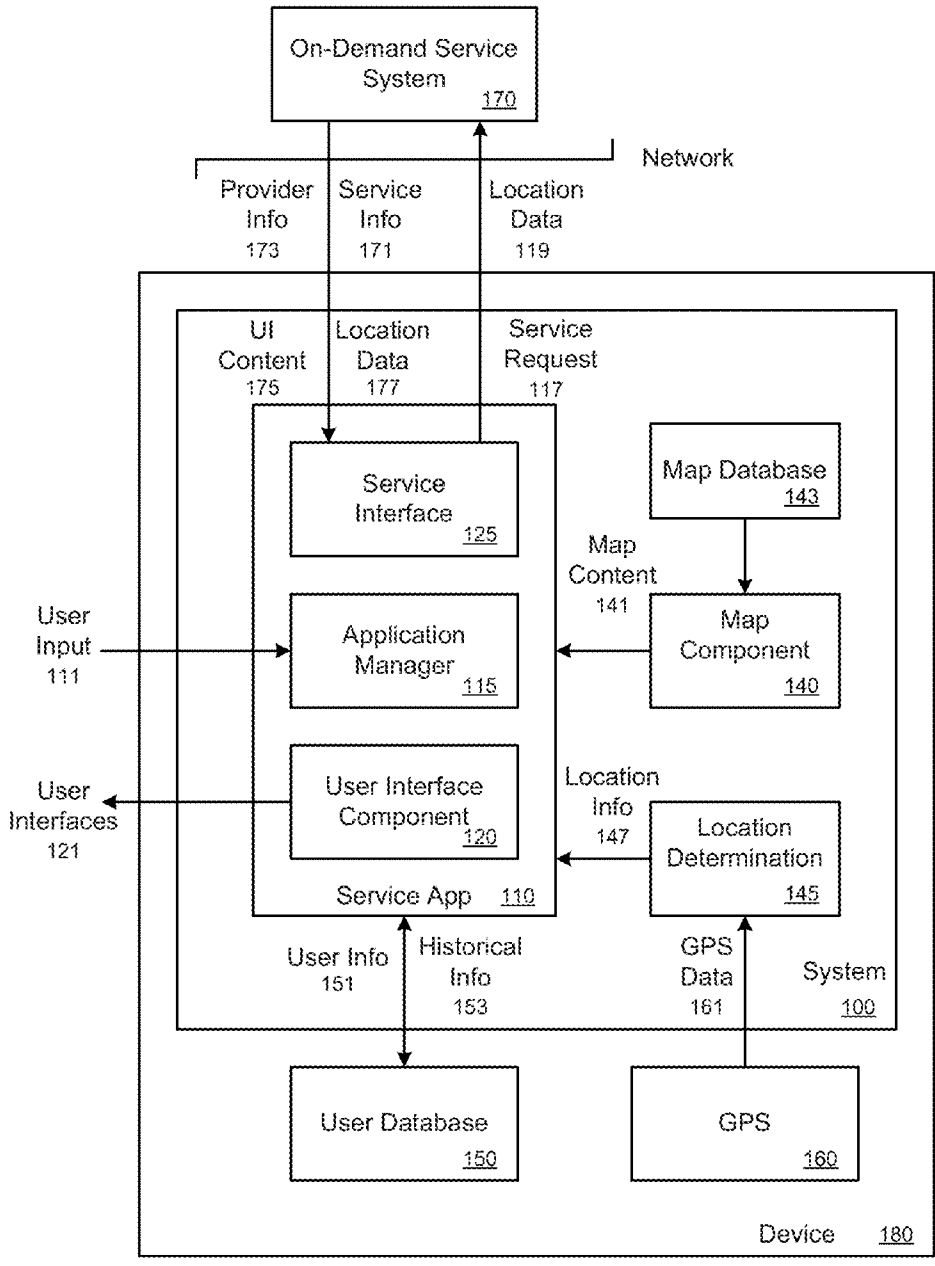 On-Demand Service
System
170
Network
Provider
Info
173
Service
Info
171
Location
Data
119
UI
Content
175
Location
Data
177
Service
Request
117
Service
Interface
125
Map Database
143
Map
Content
141
User
Input
111
Application
Manager
115
Map
Component
140
User
Interfaces
121
User Interface
Component
120
Location
Info
147
Location
Determination
145
Service App 110
User Info
151
Historical
Info
153
GPS
Data
161
System
100
User Database
150
GPS
160
Device 180